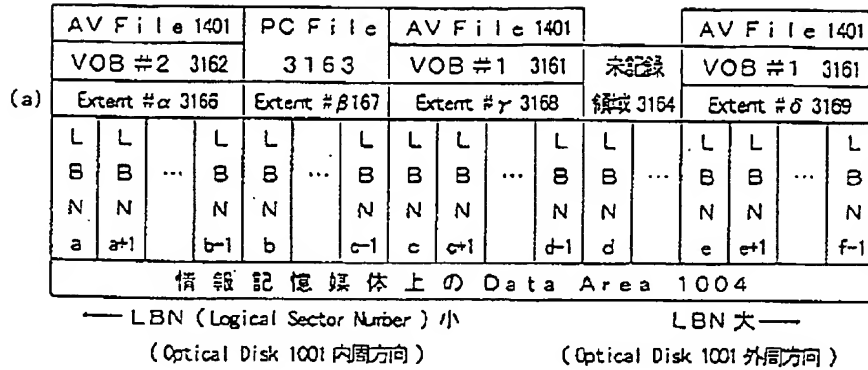 AV File 1401 PC File AV File 1401 AV File 1401
VOB #2 3162 3163 VOB #1 3161 未記録 VOB #1 3161
(a) Extent #α 3166 Extent #β167 Extent #γ 3168 領域 3164 Extent #δ 3169
L L L L L L L L L L L L
B B … B B … B B B … B B … B B … B
N N N N N N N N N N N N
a a+1 b-1 b c-1 c c+1 d-1 d e e+1 f-1
情報記憶媒体上の Data Area 1004
←― LBN (Logical Sector Number) 小 LBN 大 ―→
(Optical Disk 1001 内周方向) (Optical Disk 1001 外周方向)